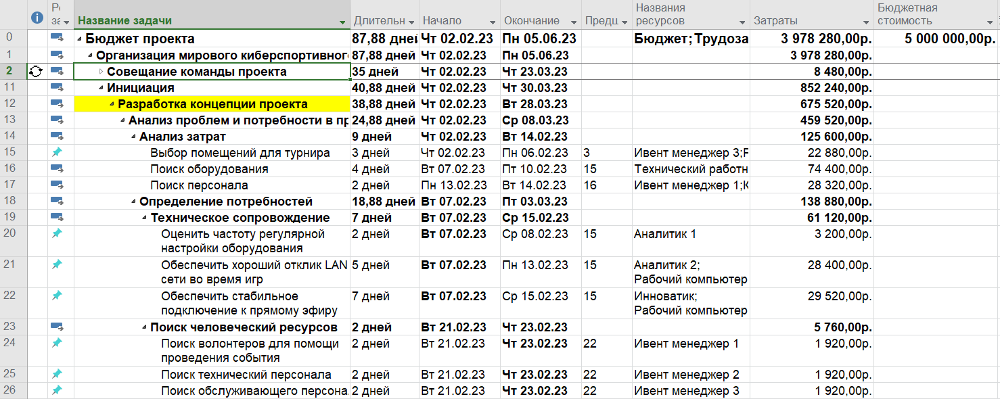 Ре за Название задачи Длительн Начало Окончание Предц Названия ресурсов Затраты Бюджетная стоимость
0 Бюджет проекта 87,88 дней Чт 02.02.23 Пн 05.06.23 Бюджет;Трудоза 3 978 280,00р. 5 000 000,00р.
1 Организация мирового киберспортивног 87,88 дней Чт 02.02.23 Пн 05.06.23 3 978 280,00р.
2 Совещание команды проекта 35 дней Чт 02.02.23 Чт 23.03.23 8 480,00р.
11 Инициация 40,88 дней Чт 02.02.23 Чт 30.03.23 852 240,00р.
12 Разработка концепции проекта 38,88 дней Чт 02.02.23 Вт 28.03.23 675 520,00р.
13 Анализ проблем и потребности в пр 24,88 дней Чт 02.02.23 Ср 08.03.23 459 520,00р.
14 Анализ затрат 9 дней Чт 02.02.23 Вт 14.02.23 125 600,00р.
15 Выбор помещений для турнира 3 дней Чт 02.02.23 Пн 06.02.23 3 Ивент менеджер 3; 22 880,00р.
16 Поиск оборудования 4 дней Вт 07.02.23 Пт 10.02.23 15 Технический работн 74 400,00р.
17 Поиск персонала 2 дней Пн 13.02.23 Вт 14.02.23 16 Ивент менеджер 1;К 28 320,00р.
18 Определение потребностей 18,88 дней Вт 07.02.23 Пт 03.03.23 138 880,00р.
19 Техническое сопровождение 7 дней Вт 07.02.23 Ср 15.02.23 61 120,00р.
20 Оценить частоту регулярной 2 дней Вт 07.02.23 Ср 08.02.23 15 Аналитик 1 3 200,00р.
настройки оборудования
21 Обеспечить хороший отклик LAN 5 дней Вт 07.02.23 Пн 13.02.23 15 Аналитик 2; 28 400,00р.
сети во время игр Рабочий компьютер
22 Обеспечить стабильное 7 дней Вт 07.02.23 Ср 15.02.23 15 Инноватик; 29 520,00р.
подключение к прямому эфиру Рабочий компьютер
23 Поиск человеческий ресурсов 2 дней Вт 21.02.23 Чт 23.02.23 5 760,00р.
24 Поиск волонтеров для помощи 2 дней Вт 21.02.23 Чт 23.02.23 22 Ивент менеджер 1 1 920,00р.
проведения события
25 Поиск технический персонала 2 дней Вт 21.02.23 Чт 23.02.23 22 Ивент менеджер 2 1 920,00р.
26 Поиск обслуживающего персона 2 дней Вт 21.02.23 Чт 23.02.23 22 Ивент менеджер 3 1 920,00р.